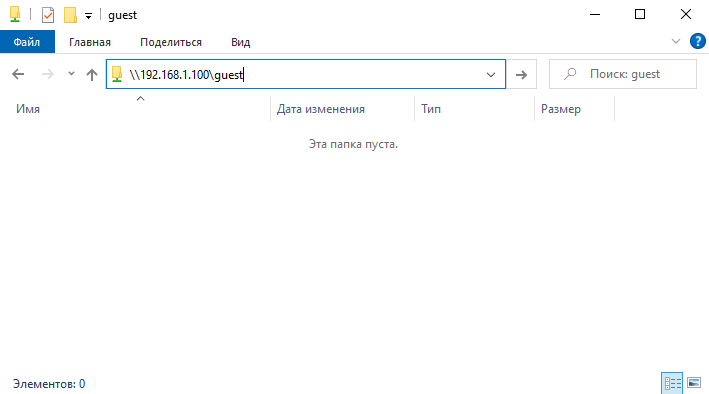 guest
Файл Главная Поделиться Вид
\\192.168.1.100\guest Поиск: guest
Имя Дата изменения Тип Размер
Эта папка пуста.
Элементов: 0